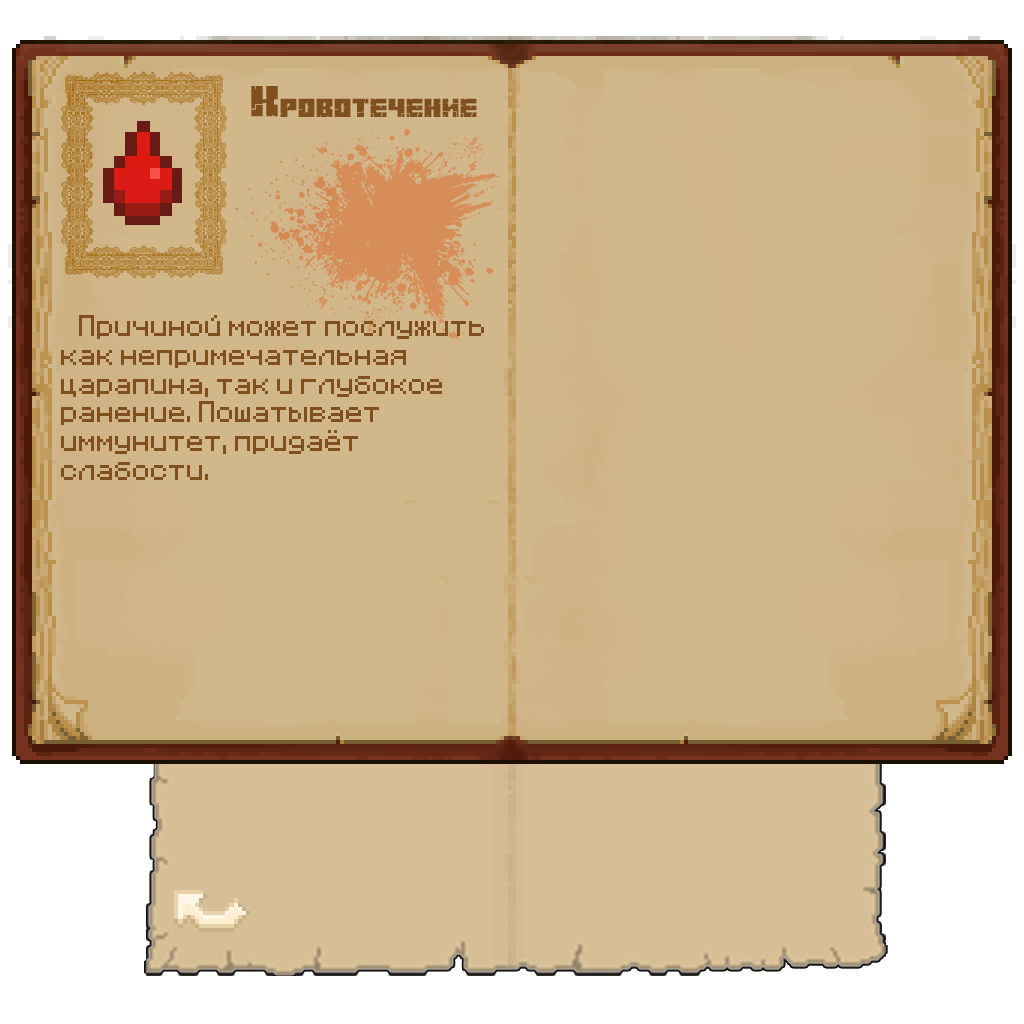 Кровотечение
Причиной может послужить
как непримечательная
царапина, так и глубокое
ранение. Пошатывает
иммунитет, придаёт
слабости.